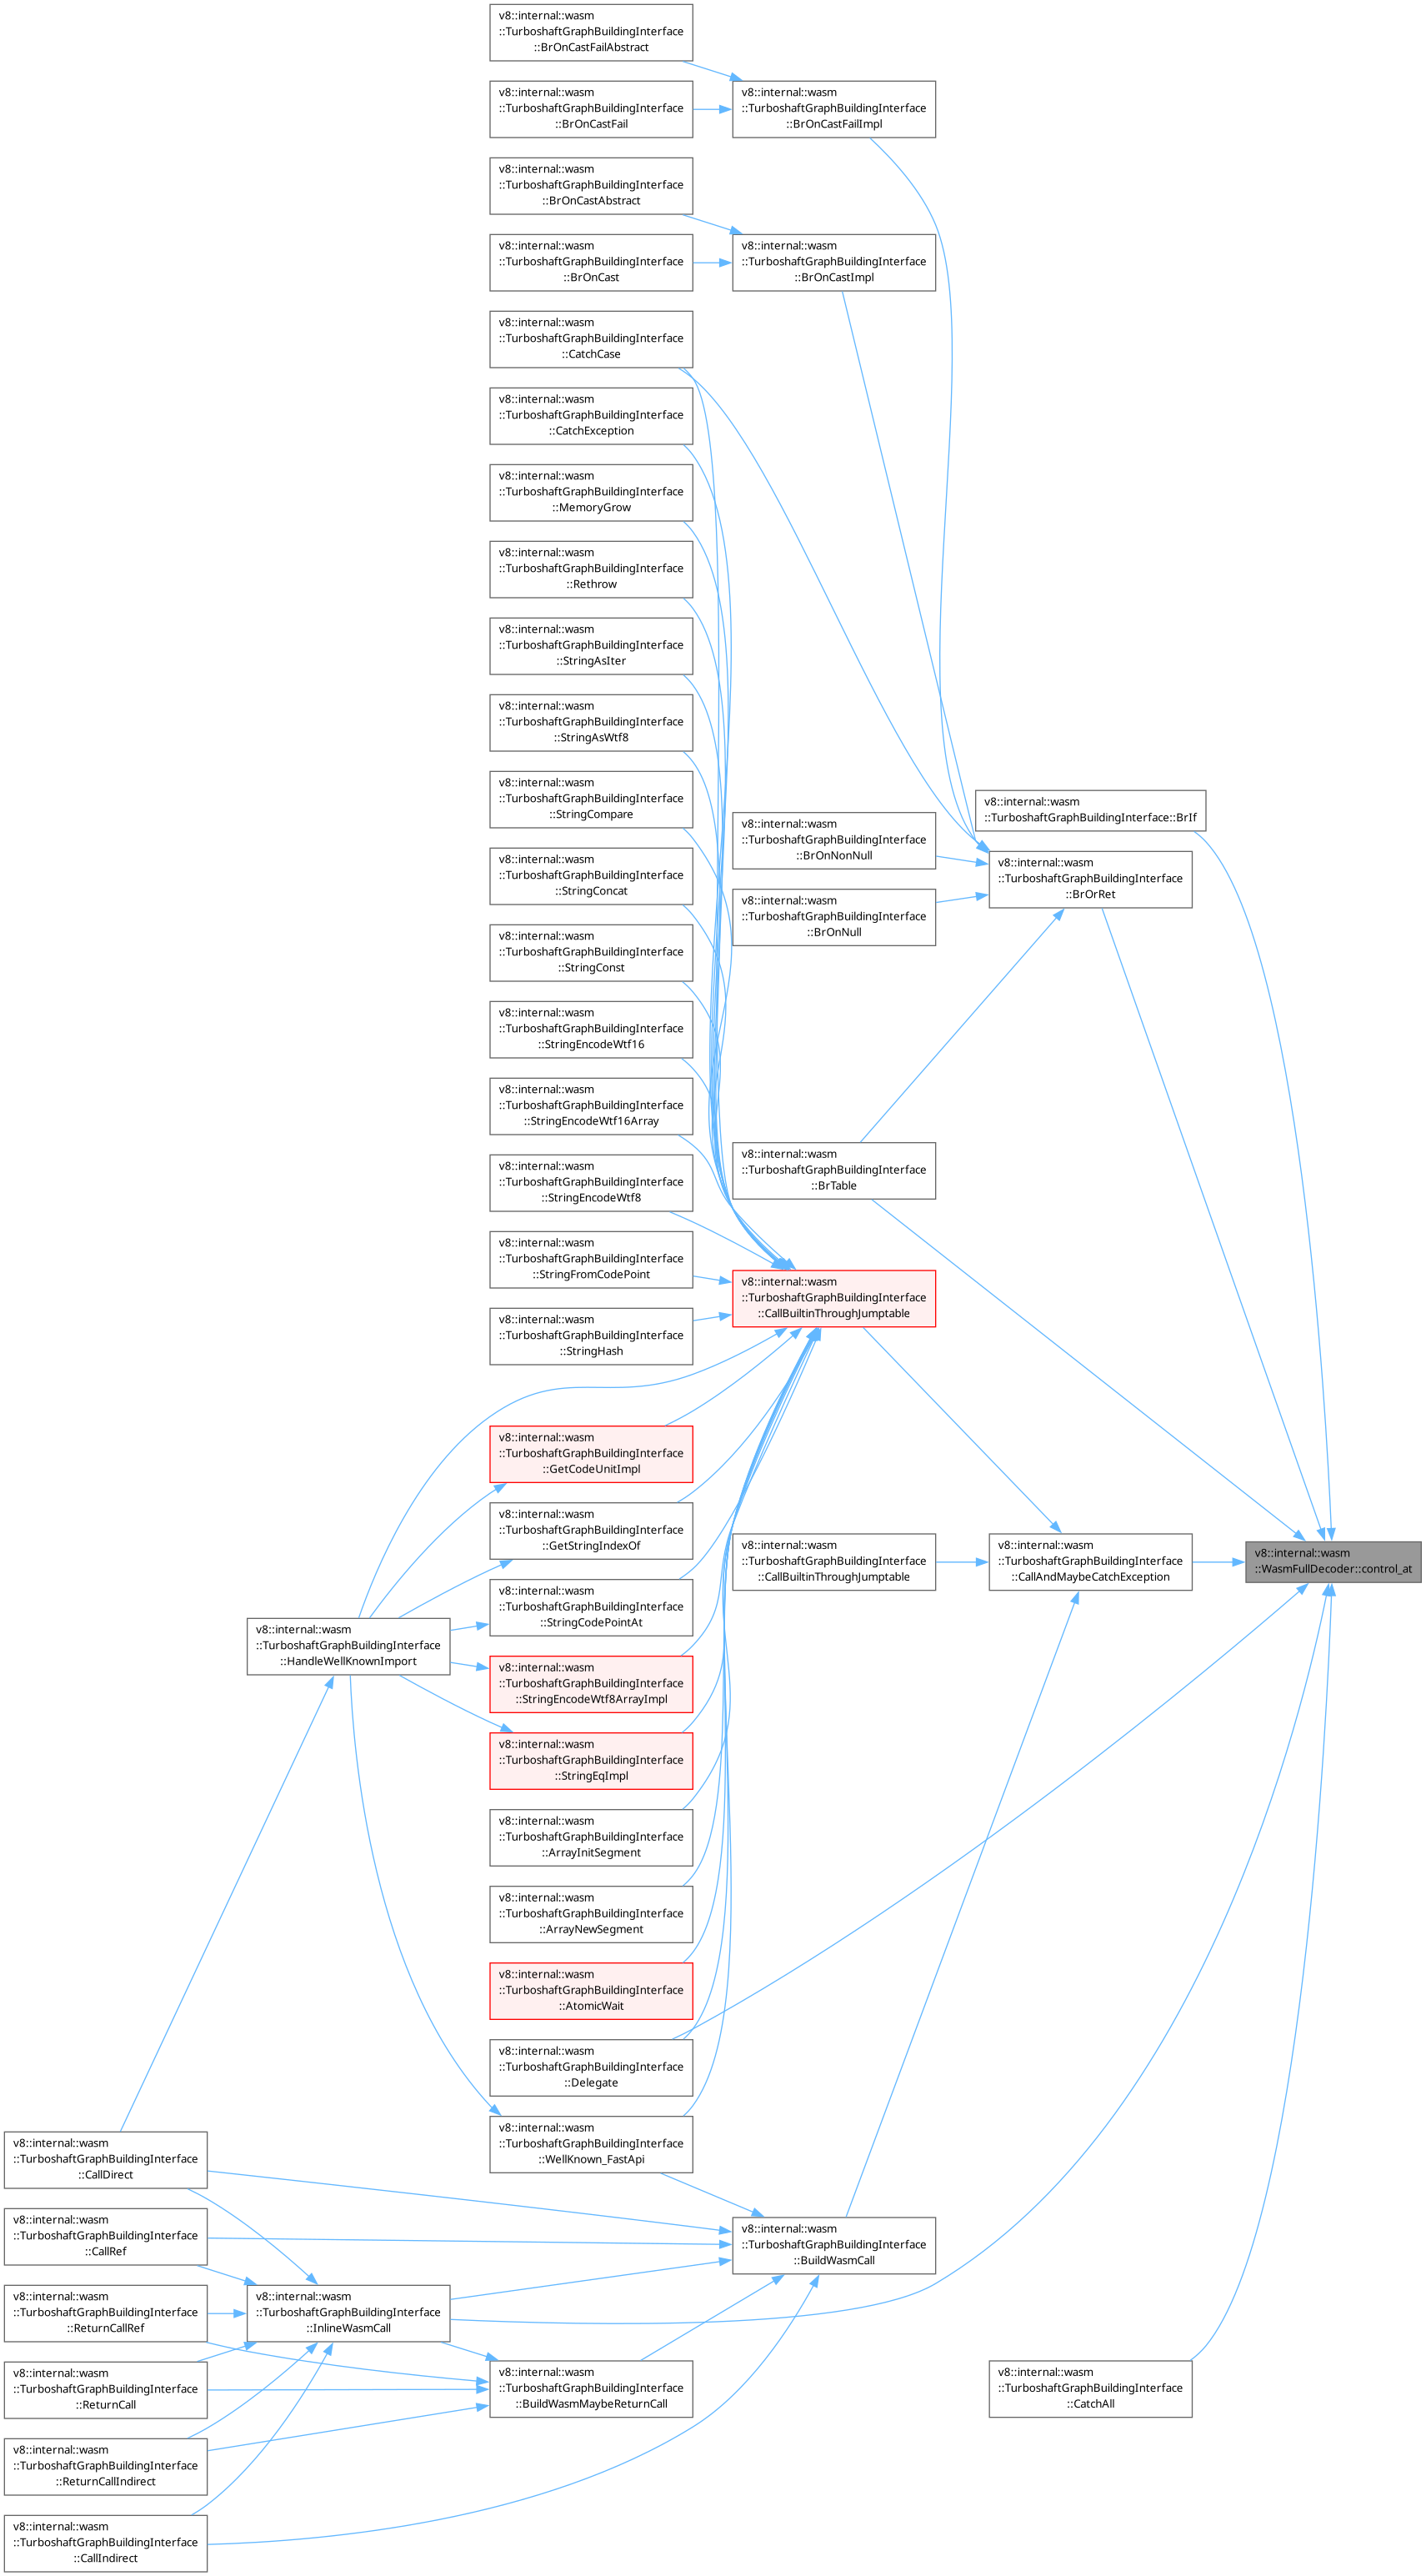 v8::internal::wasm
::TurboshaftGraphBuildingInterface
::BrOnCastFailAbstract
v8::internal::wasm
::TurboshaftGraphBuildingInterface
::BrOnCastFail
v8::internal::wasm
::TurboshaftGraphBuildingInterface
::BrOnCastFailImpl
v8::internal::wasm
::TurboshaftGraphBuildingInterface
::BrOnCastAbstract
v8::internal::wasm
::TurboshaftGraphBuildingInterface
::BrOnCast
v8::internal::wasm
::TurboshaftGraphBuildingInterface
::BrOnCastImpl
v8::internal::wasm
::TurboshaftGraphBuildingInterface
::CatchCase
v8::internal::wasm
::TurboshaftGraphBuildingInterface
::CatchException
v8::internal::wasm
::TurboshaftGraphBuildingInterface
::MemoryGrow
v8::internal::wasm
::TurboshaftGraphBuildingInterface
::Rethrow
v8::internal::wasm
::TurboshaftGraphBuildingInterface
::StringAsIter
v8::internal::wasm
::TurboshaftGraphBuildingInterface
::StringAsWtf8
v8::internal::wasm
::TurboshaftGraphBuildingInterface
::StringCompare
v8::internal::wasm
::TurboshaftGraphBuildingInterface::BrIf
v8::internal::wasm
::TurboshaftGraphBuildingInterface
::BrOnNonNull
v8::internal::wasm
::TurboshaftGraphBuildingInterface
::StringConcat
v8::internal::wasm
::TurboshaftGraphBuildingInterface
::BrOrRet
v8::internal::wasm
::TurboshaftGraphBuildingInterface
::BrOnNull
v8::internal::wasm
::TurboshaftGraphBuildingInterface
::StringConst
v8::internal::wasm
::TurboshaftGraphBuildingInterface
::StringEncodeWtf16
v8::internal::wasm
::TurboshaftGraphBuildingInterface
::StringEncodeWtf16Array
v8::internal::wasm
::TurboshaftGraphBuildingInterface
::BrTable
v8::internal::wasm
::TurboshaftGraphBuildingInterface
::StringEncodeWtf8
v8::internal::wasm
::TurboshaftGraphBuildingInterface
::StringFromCodePoint
v8::internal::wasm
::TurboshaftGraphBuildingInterface
::CallBuiltinThroughJumptable
v8::internal::wasm
::TurboshaftGraphBuildingInterface
::StringHash
v8::internal::wasm
::TurboshaftGraphBuildingInterface
::GetCodeUnitImpl
v8::internal::wasm
::TurboshaftGraphBuildingInterface
::GetStringIndexOf
v8::internal::wasm
::TurboshaftGraphBuildingInterface
::CallBuiltinThroughJumptable
v8::internal::wasm
::TurboshaftGraphBuildingInterface
::CallAndMaybeCatchException
v8::internal::wasm
::WasmFullDecoder::control_at
v8::internal::wasm
::TurboshaftGraphBuildingInterface
::StringCodePointAt
v8::internal::wasm
::TurboshaftGraphBuildingInterface
::HandleWellKnownImport
v8::internal::wasm
::TurboshaftGraphBuildingInterface
::StringEncodeWtf8ArrayImpl
v8::internal::wasm
::TurboshaftGraphBuildingInterface
::StringEqImpl
v8::internal::wasm
::TurboshaftGraphBuildingInterface
::ArrayInitSegment
v8::internal::wasm
::TurboshaftGraphBuildingInterface
::ArrayNewSegment
v8::internal::wasm
::TurboshaftGraphBuildingInterface
::AtomicWait
v8::internal::wasm
::TurboshaftGraphBuildingInterface
::Delegate
v8::internal::wasm
::TurboshaftGraphBuildingInterface
::WellKnown_FastApi
v8::internal::wasm
::TurboshaftGraphBuildingInterface
::CallDirect
v8::internal::wasm
::TurboshaftGraphBuildingInterface
::CallRef
v8::internal::wasm
::TurboshaftGraphBuildingInterface
::BuildWasmCall
v8::internal::wasm
::TurboshaftGraphBuildingInterface
::ReturnCallRef
v8::internal::wasm
::TurboshaftGraphBuildingInterface
::InlineWasmCall
v8::internal::wasm
::TurboshaftGraphBuildingInterface
::ReturnCall
v8::internal::wasm
::TurboshaftGraphBuildingInterface
::BuildWasmMaybeReturnCall
v8::internal::wasm
::TurboshaftGraphBuildingInterface
::CatchAll
v8::internal::wasm
::TurboshaftGraphBuildingInterface
::ReturnCallIndirect
v8::internal::wasm
::TurboshaftGraphBuildingInterface
::CallIndirect